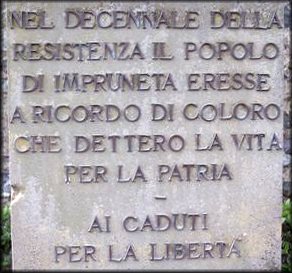 NEL DECENNALE DELLA
RESISTENZA IL POPOLO
DI IMPRUNETA ERESSE
A RICORDO DI COLORO
CHE DETTERO LA VITA
PER LA PATRIA
–
AI CADUTI
PER LA LIBERTÀ